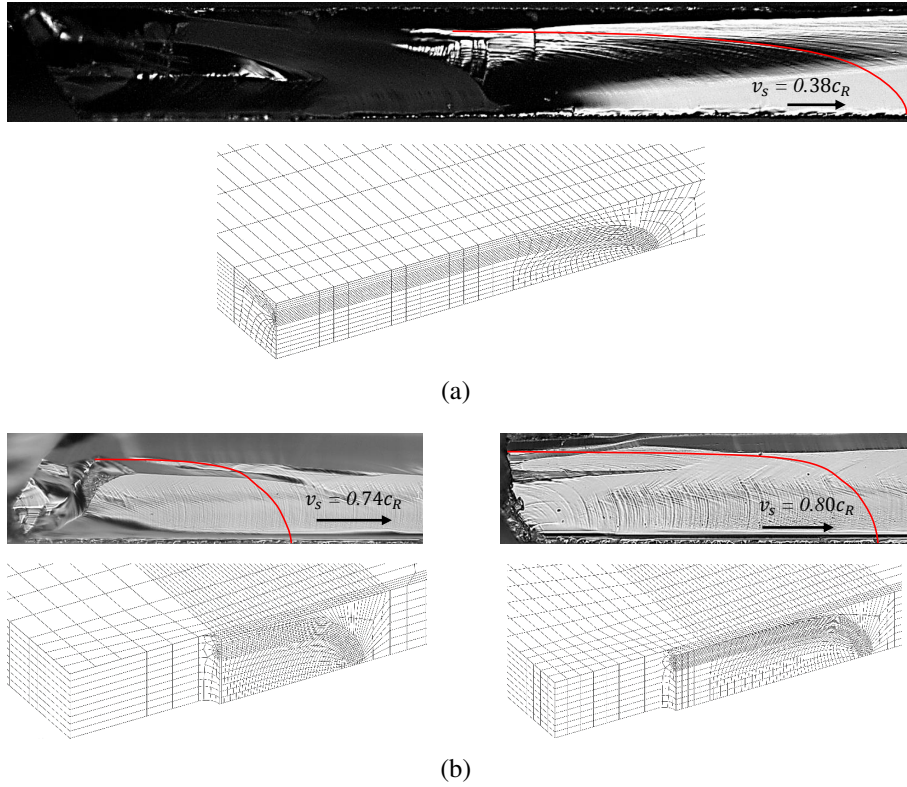 v_s = 0.38c_R
(a)
v_s = 0.74c_R
v_s = 0.80c_R
(b)